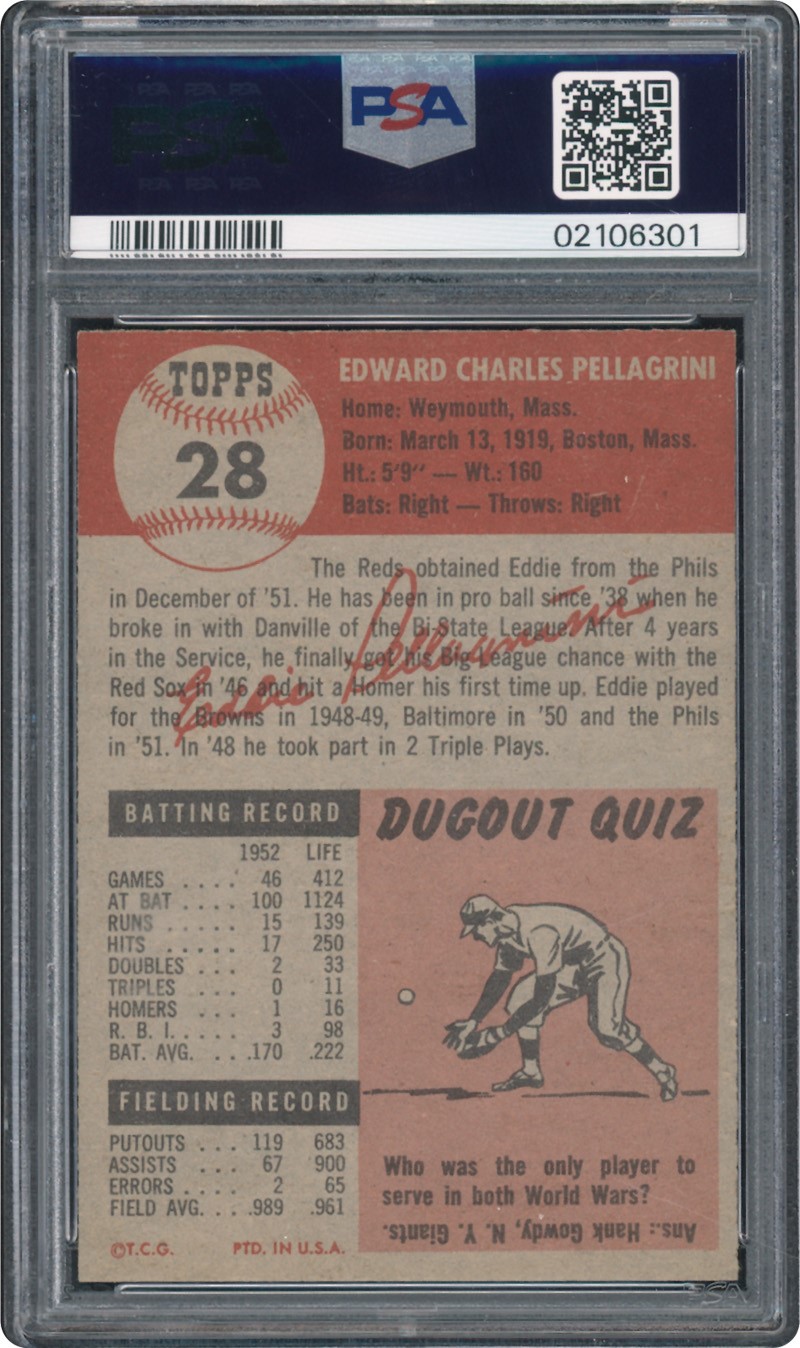 PSA
02106301
TOPPS
28
EDWARD CHARLES PELLAGRINI
Home: Weymouth, Mass.
Born: March 13, 1919, Boston, Mass.
Ht.: 5'9" — Wt.: 160
Bats: Right — Throws: Right
The Reds obtained Eddie from the Phils
in December of '51. He has been in pro ball since '38 when he
broke in with Danville of the Bi-State League. After 4 years
in the Service, he finally got his Big League chance with the
Red Sox in '46 and hit a Homer his first time up. Eddie played
for the Browns in 1948-49, Baltimore in '50 and the Phils
in '51. In '48 he took part in 2 Triple Plays.
Eddie Pellagrini
BATTING RECORD
1952 LIFE
GAMES .... 46 412
AT BAT .... 100 1124
RUNS ..... 15 139
HITS ..... 17 250
DOUBLES ... 2 33
TRIPLES ... 0 11
HOMERS ... 1 16
R. B. I. .... 3 98
BAT. AVG. ... .170 .222
FIELDING RECORD
PUTOUTS ... 119 683
ASSISTS ... 67 900
ERRORS .... 2 65
FIELD AVG. ... .989 .961
©T.C.G. PTD. IN U.S.A.
DUGOUT QUIZ
Who was the only player to
serve in both World Wars?
Ans.: Hank Gowdy, N. Y. Giants.
PSA